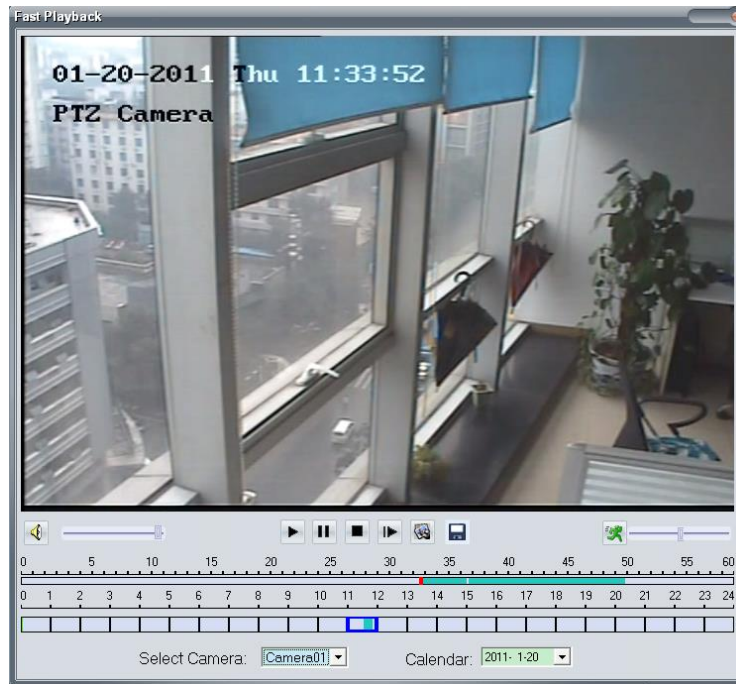 Fast Playback
01-20-2011 Thu 11:33:52
PTZ Camera
0 5 10 15 20 25 30 35 40 45 50 55 60
0 1 2 3 4 5 6 7 8 9 10 11 12 13 14 15 16 17 18 19 20 21 22 23 24
Select Camera: Camera01 Calendar: 2011- 1-20